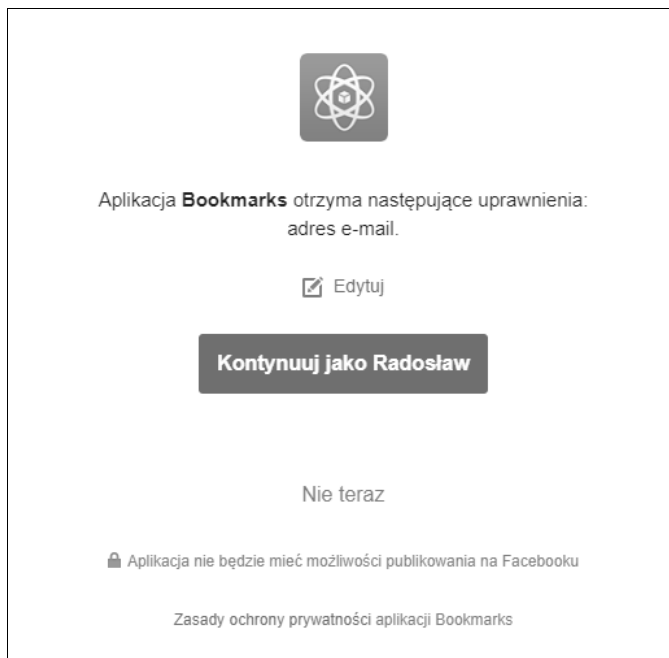 Aplikacja Bookmarks otrzyma następujące uprawnienia:
adres e-mail.
Edytuj
Kontynuuj jako Radosław
Nie teraz
Aplikacja nie będzie mieć możliwości publikowania na Facebooku
Zasady ochrony prywatności aplikacji Bookmarks